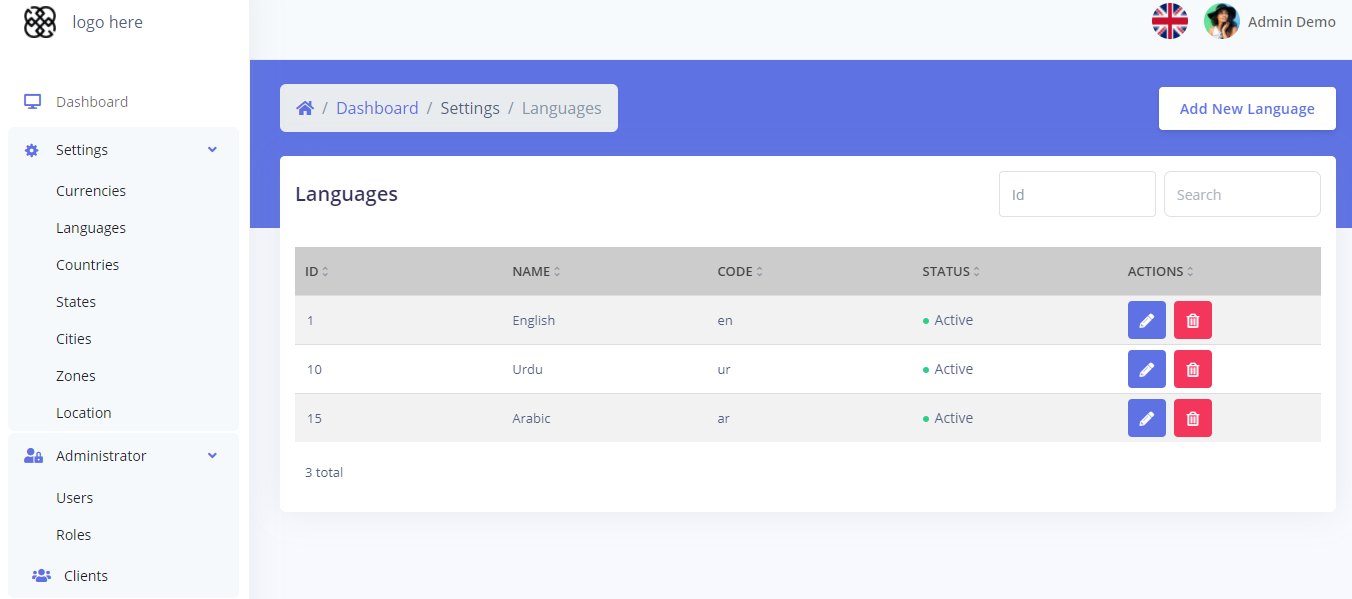 logo here
Admin Demo
Dashboard
Settings
Currencies
Languages
Countries
States
Cities
Zones
Location
Administrator
Users
Roles
Clients
/ Dashboard / Settings / Languages
Add New Language
Languages
Id
Search
ID NAME CODE STATUS ACTIONS
1 English en Active
10 Urdu ur Active
15 Arabic ar Active
3 total